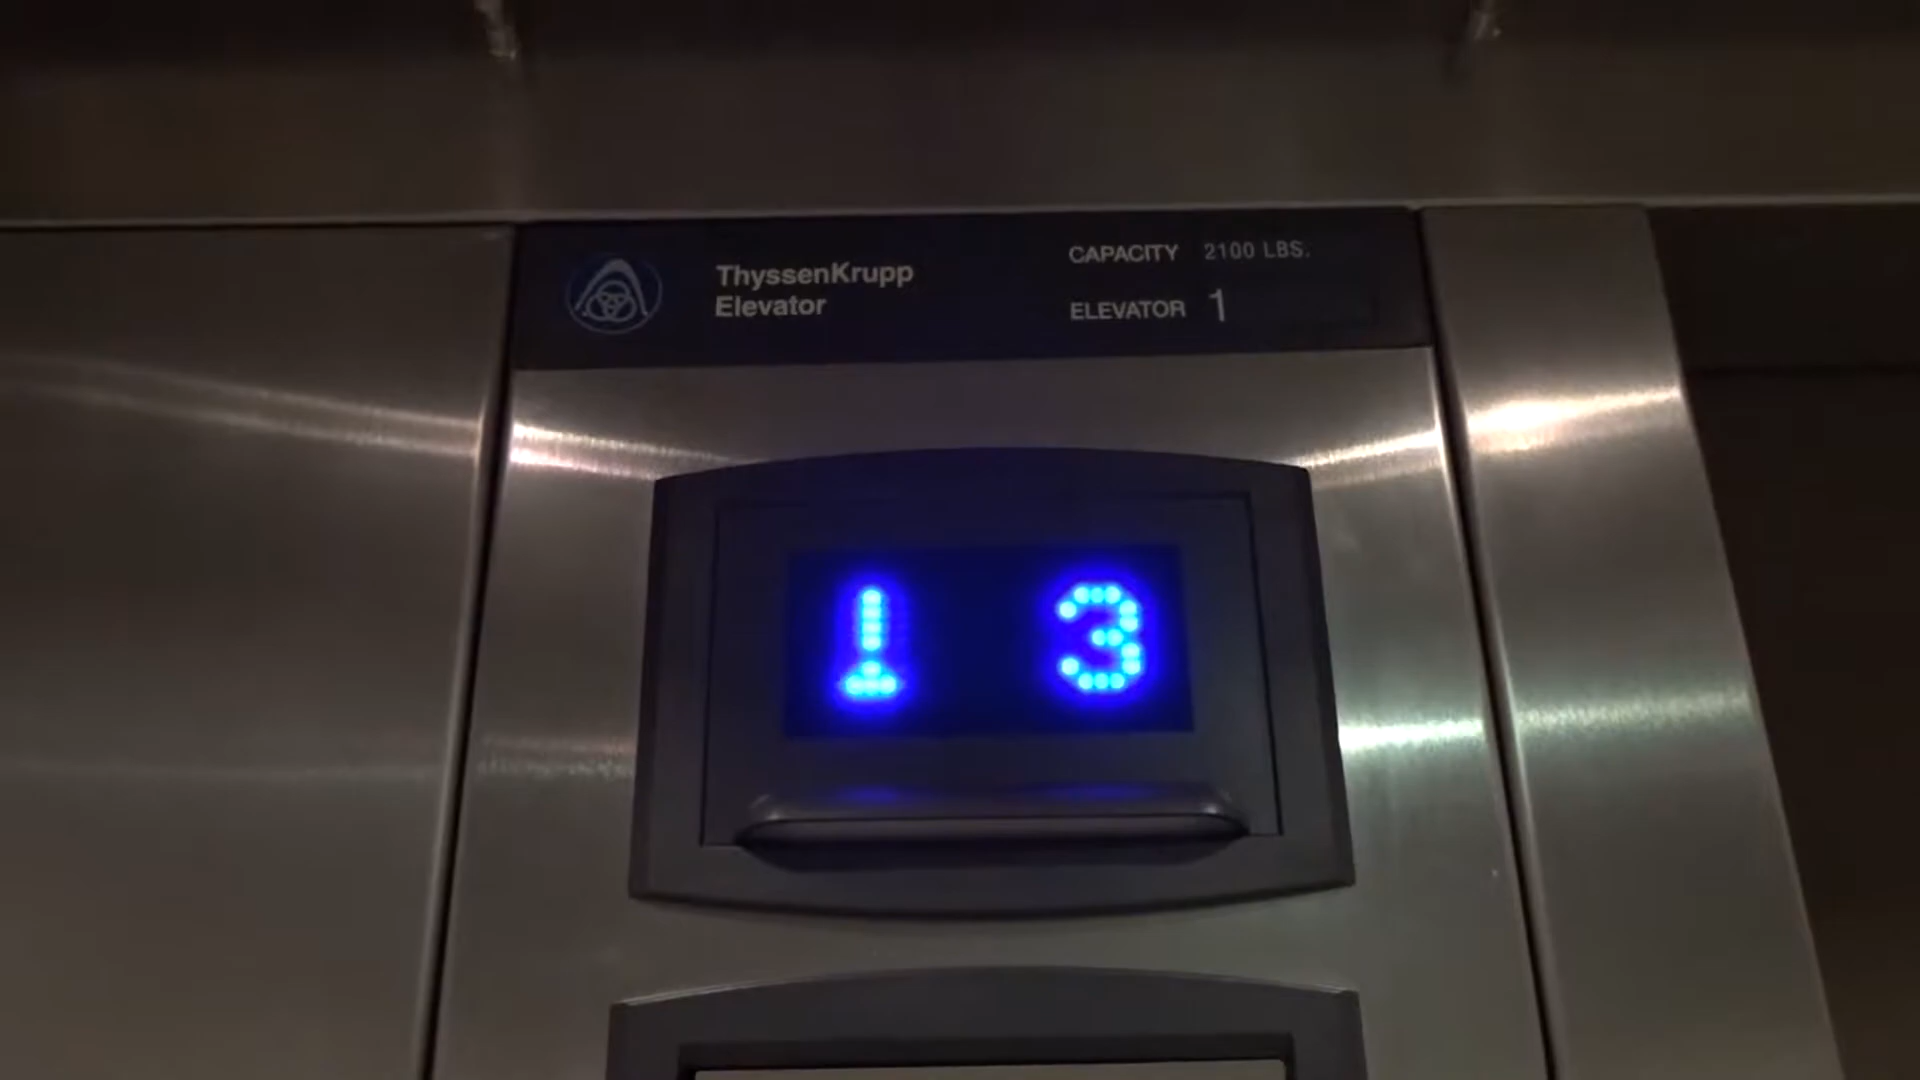 ThyssenKrupp
Elevator
CAPACITY 2100 LBS.
ELEVATOR 1
3